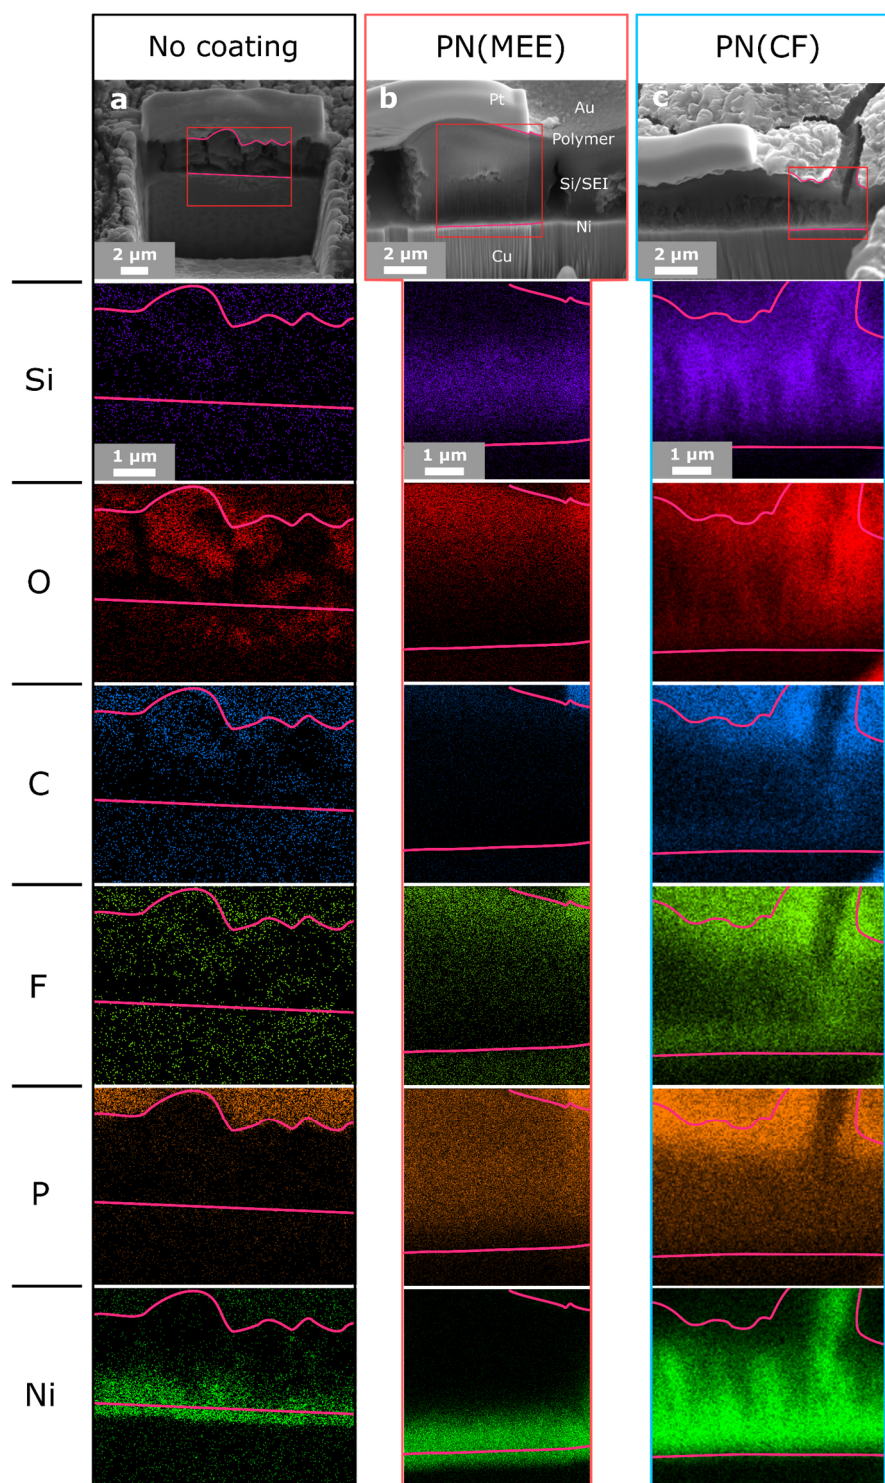 No coating
PN(MEE)
PN(CF)
a
b
c
Pt
Au
Polymer
Si/SEI
Ni
Cu
2 µm
2 µm
2 µm
Si
1 µm
1 µm
1 µm
O
C
F
P
Ni